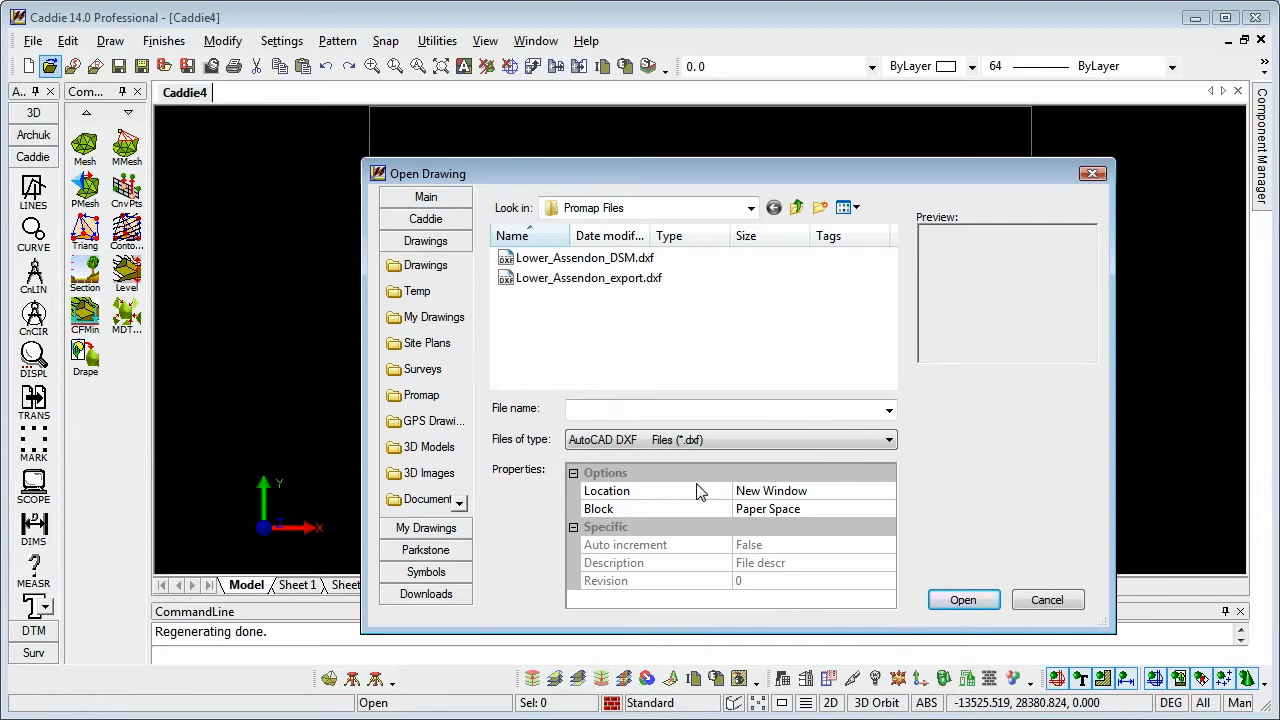 Caddie 14.0 Professional - [Caddie4]
File Edit Draw Finishes Modify Settings Pattern Snap Utilities View Window Help
0. ByLayer 64 ByLayer
A.. Com...
Caddie4
3D
Archuk
Caddie
Mesh MMesh
LINES
PMesh CnvPts
CURVE
Triang Conto...
CnLIN
Section Level
CnCIR
CFMin MDT...
DISPL
Drape
TRANS
MARK
SCOPE
DIMS
MEASR
DTM
Surv
Component Manager
Open Drawing
Main
Caddie
Drawings
Drawings
Temp
My Drawings
Site Plans
Surveys
Promap
GPS Drawi...
3D Models
3D Images
Document
My Drawings
Parkstone
Symbols
Downloads
Look in: Promap Files
Name Date modif... Type Size Tags
Lower_Assendon_DSM.dxf
Lower_Assendon_export.dxf
Preview:
File name:
Files of type: AutoCAD DXF Files (*.dxf)
Properties: Options
Location New Window
Block Paper Space
Specific
Auto increment False
Description File descr
Revision 0
Open Cancel
Y
Z X
Model Sheet 1 Sheet
CommandLine
Regenerating done.
Open Sel: 0 Standard 2D 3D Orbit ABS -13525.519, 28380.824, 0.000 DEG All Man